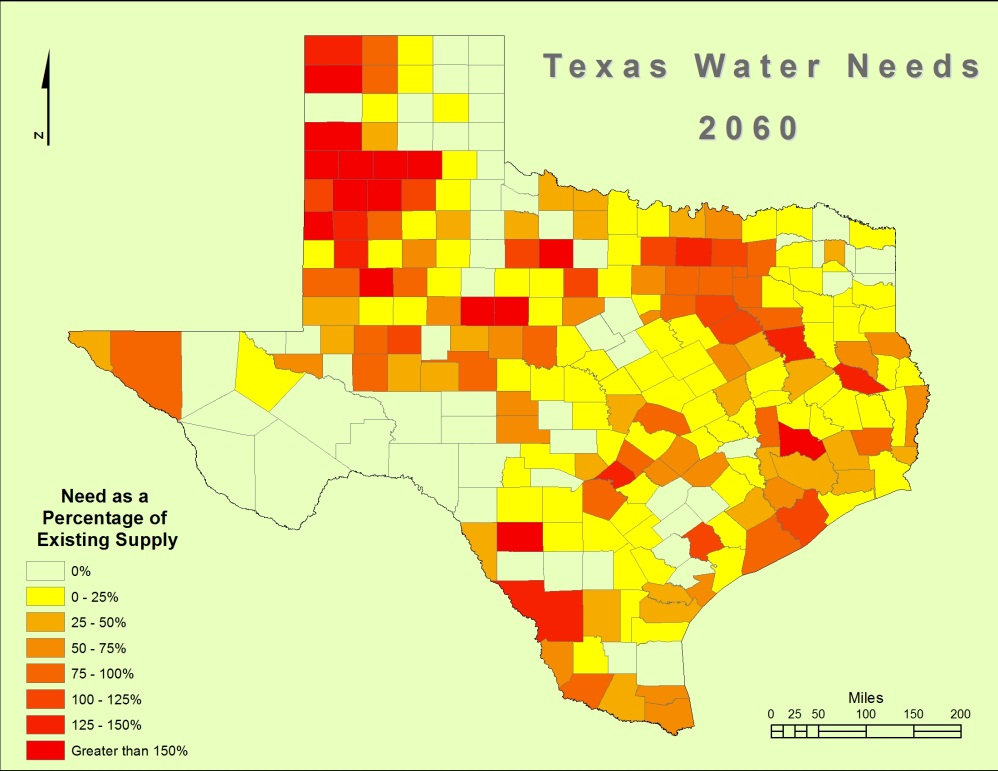 Texas Water Needs
2060
N
Need as a
Percentage of
Existing Supply
0%
0 - 25%
25 - 50%
50 - 75%
75 - 100%
100 - 125%
125 - 150%
Greater than 150%
Miles
0 25 50 100 150 200